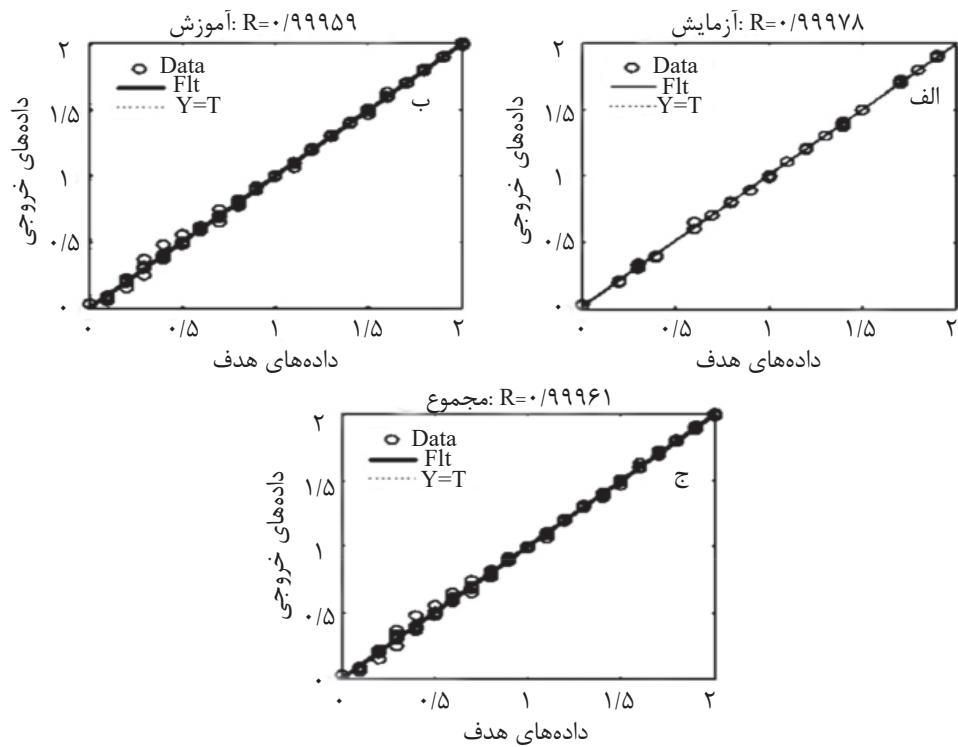 آموزش: R=۰/۹۹۹۵۹
Data
Flt
Y=T
ب
۲
۱/۵
۱
۰/۵
۰
داده‌های خروجی
۰
۰/۵
۱
۱/۵
۲
داده‌های هدف
آزمایش: R=۰/۹۹۹۷۸
Data
Flt
Y=T
الف
۲
۱/۵
۱
۰/۵
۰
داده‌های خروجی
۰
۰/۵
۱
۱/۵
۲
داده‌های هدف
مجموع: R=۰/۹۹۹۶۱
Data
Flt
Y=T
ج
۲
۱/۵
۱
۰/۵
۰
داده‌های خروجی
۰
۰/۵
۱
۱/۵
۲
داده‌های هدف